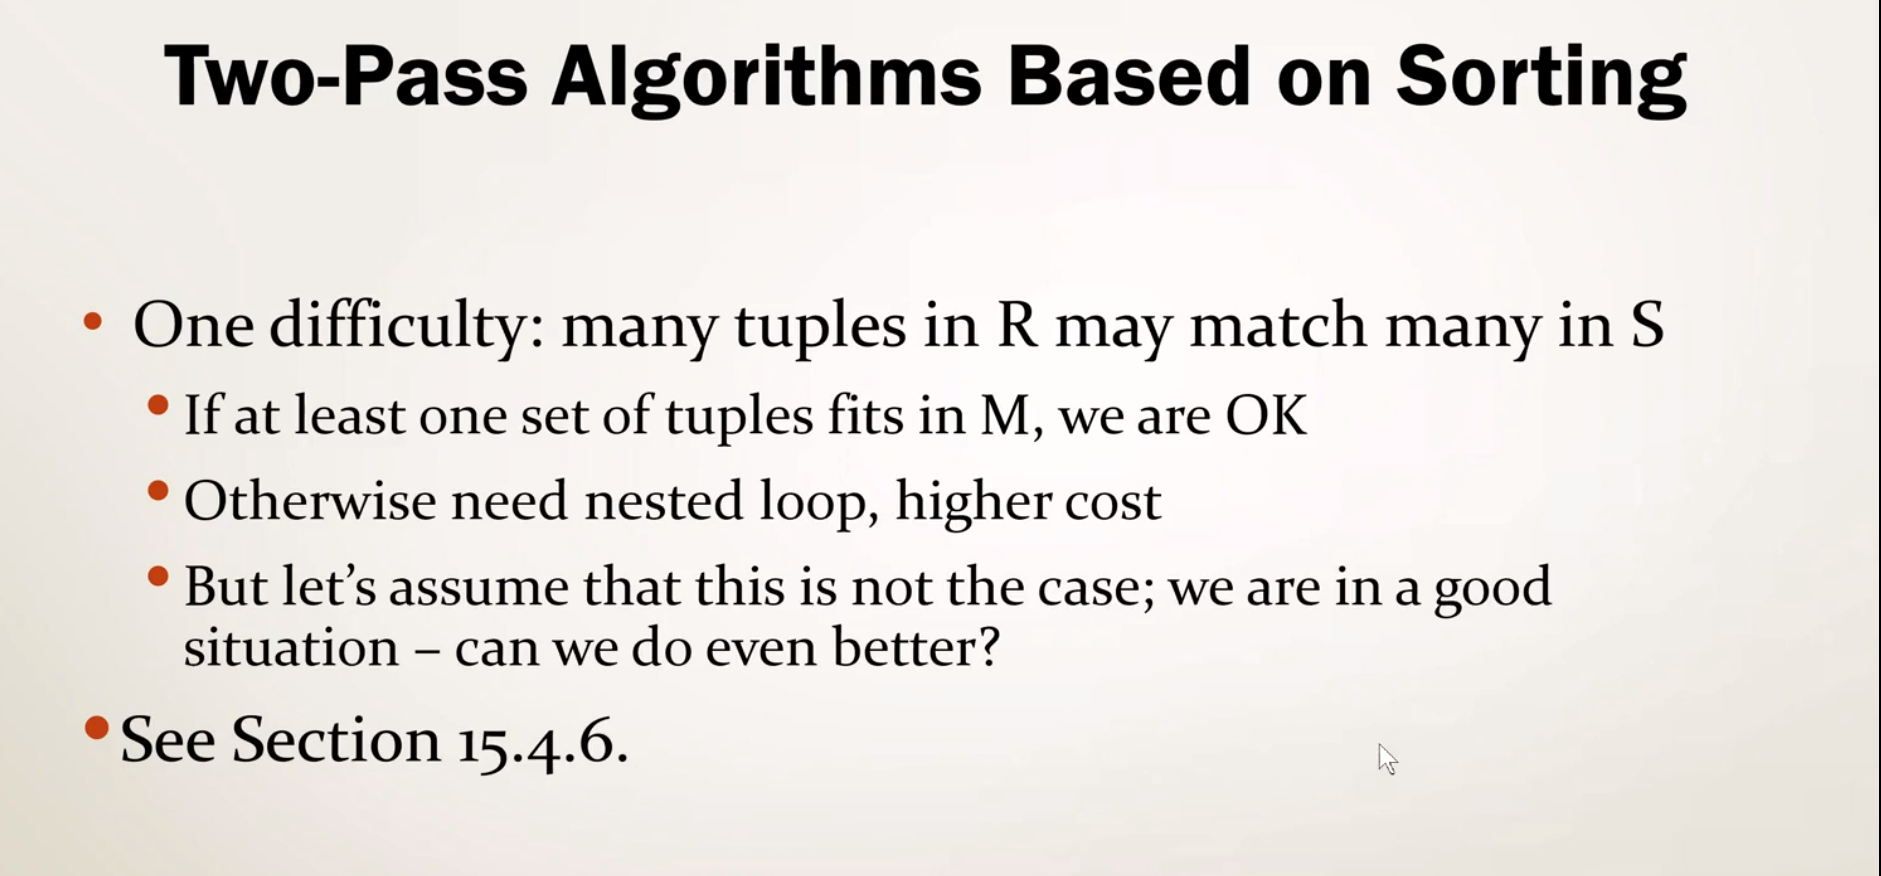 Two-Pass Algorithms Based on Sorting
• One difficulty: many tuples in R may match many in S
• If at least one set of tuples fits in M, we are OK
• Otherwise need nested loop, higher cost
• But let’s assume that this is not the case; we are in a good
situation – can we do even better?
• See Section 15.4.6.